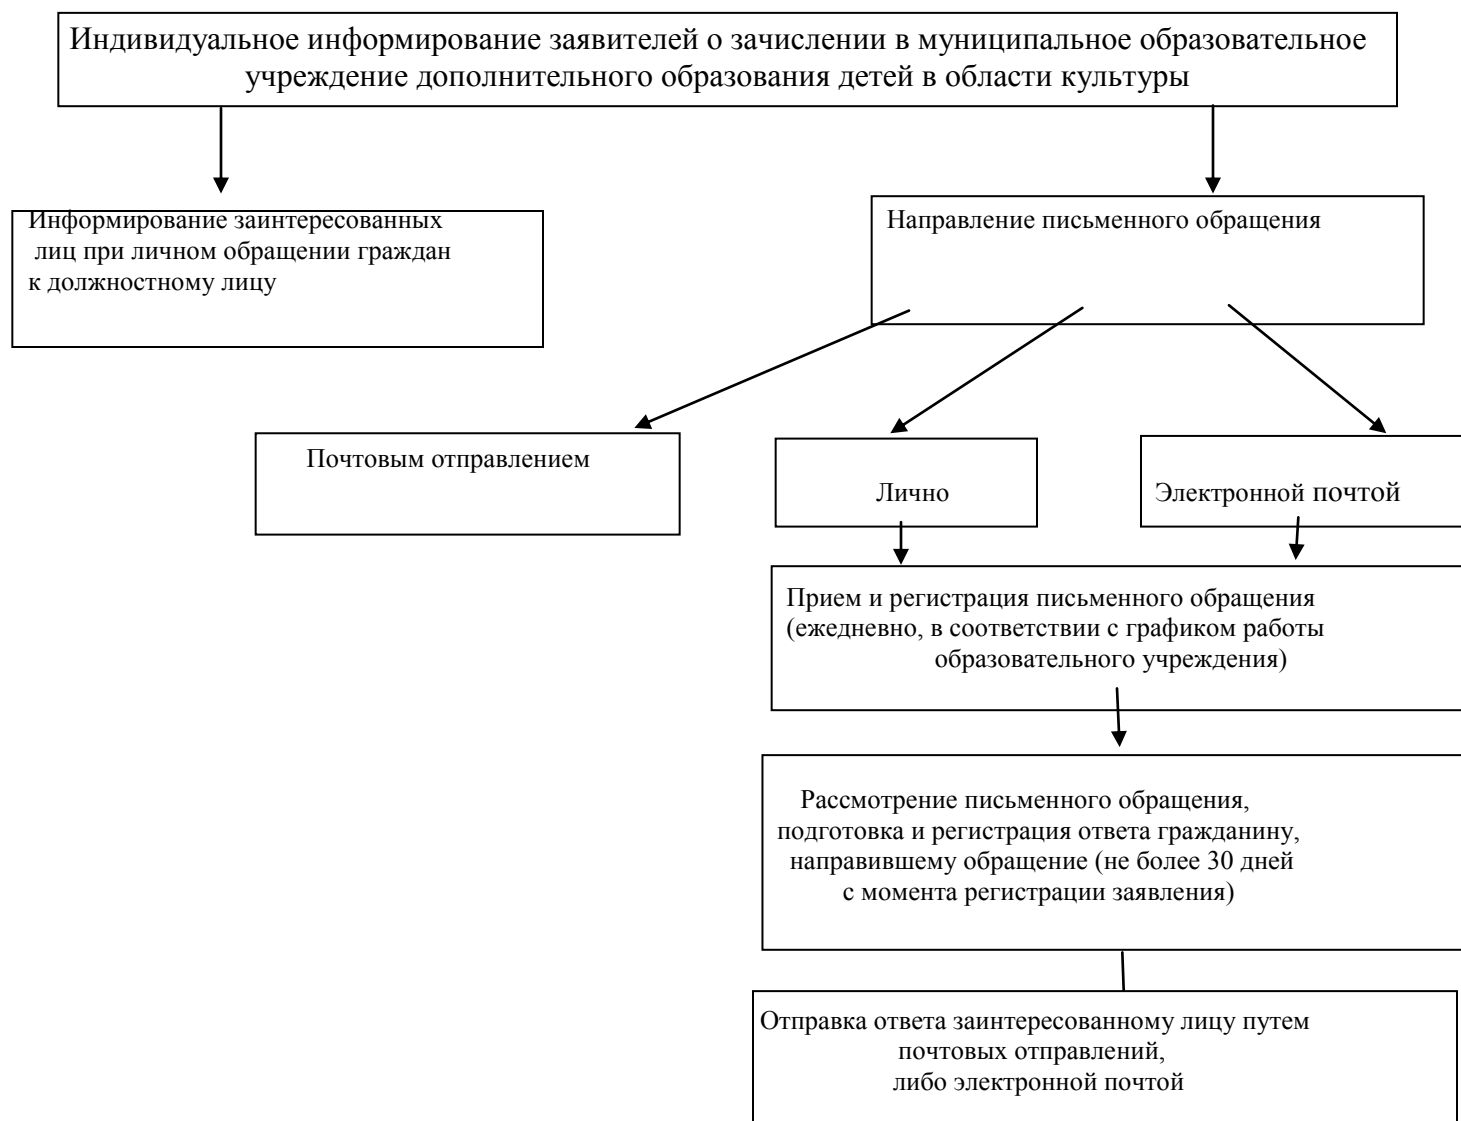 Индивидуальное информирование заявителей о зачислении в муниципальное образовательное
учреждение дополнительного образования детей в области культуры
Информирование заинтересованных
лиц при личном обращении граждан
к должностному лицу
Направление письменного обращения
Почтовым отправлением
Лично
Электронной почтой
Прием и регистрация письменного обращения
(ежедневно, в соответствии с графиком работы
образовательного учреждения)
Рассмотрение письменного обращения,
подготовка и регистрация ответа гражданину,
направившему обращение (не более 30 дней
с момента регистрации заявления)
Отправка ответа заинтересованному лицу путем
почтовых отправлений,
либо электронной почтой